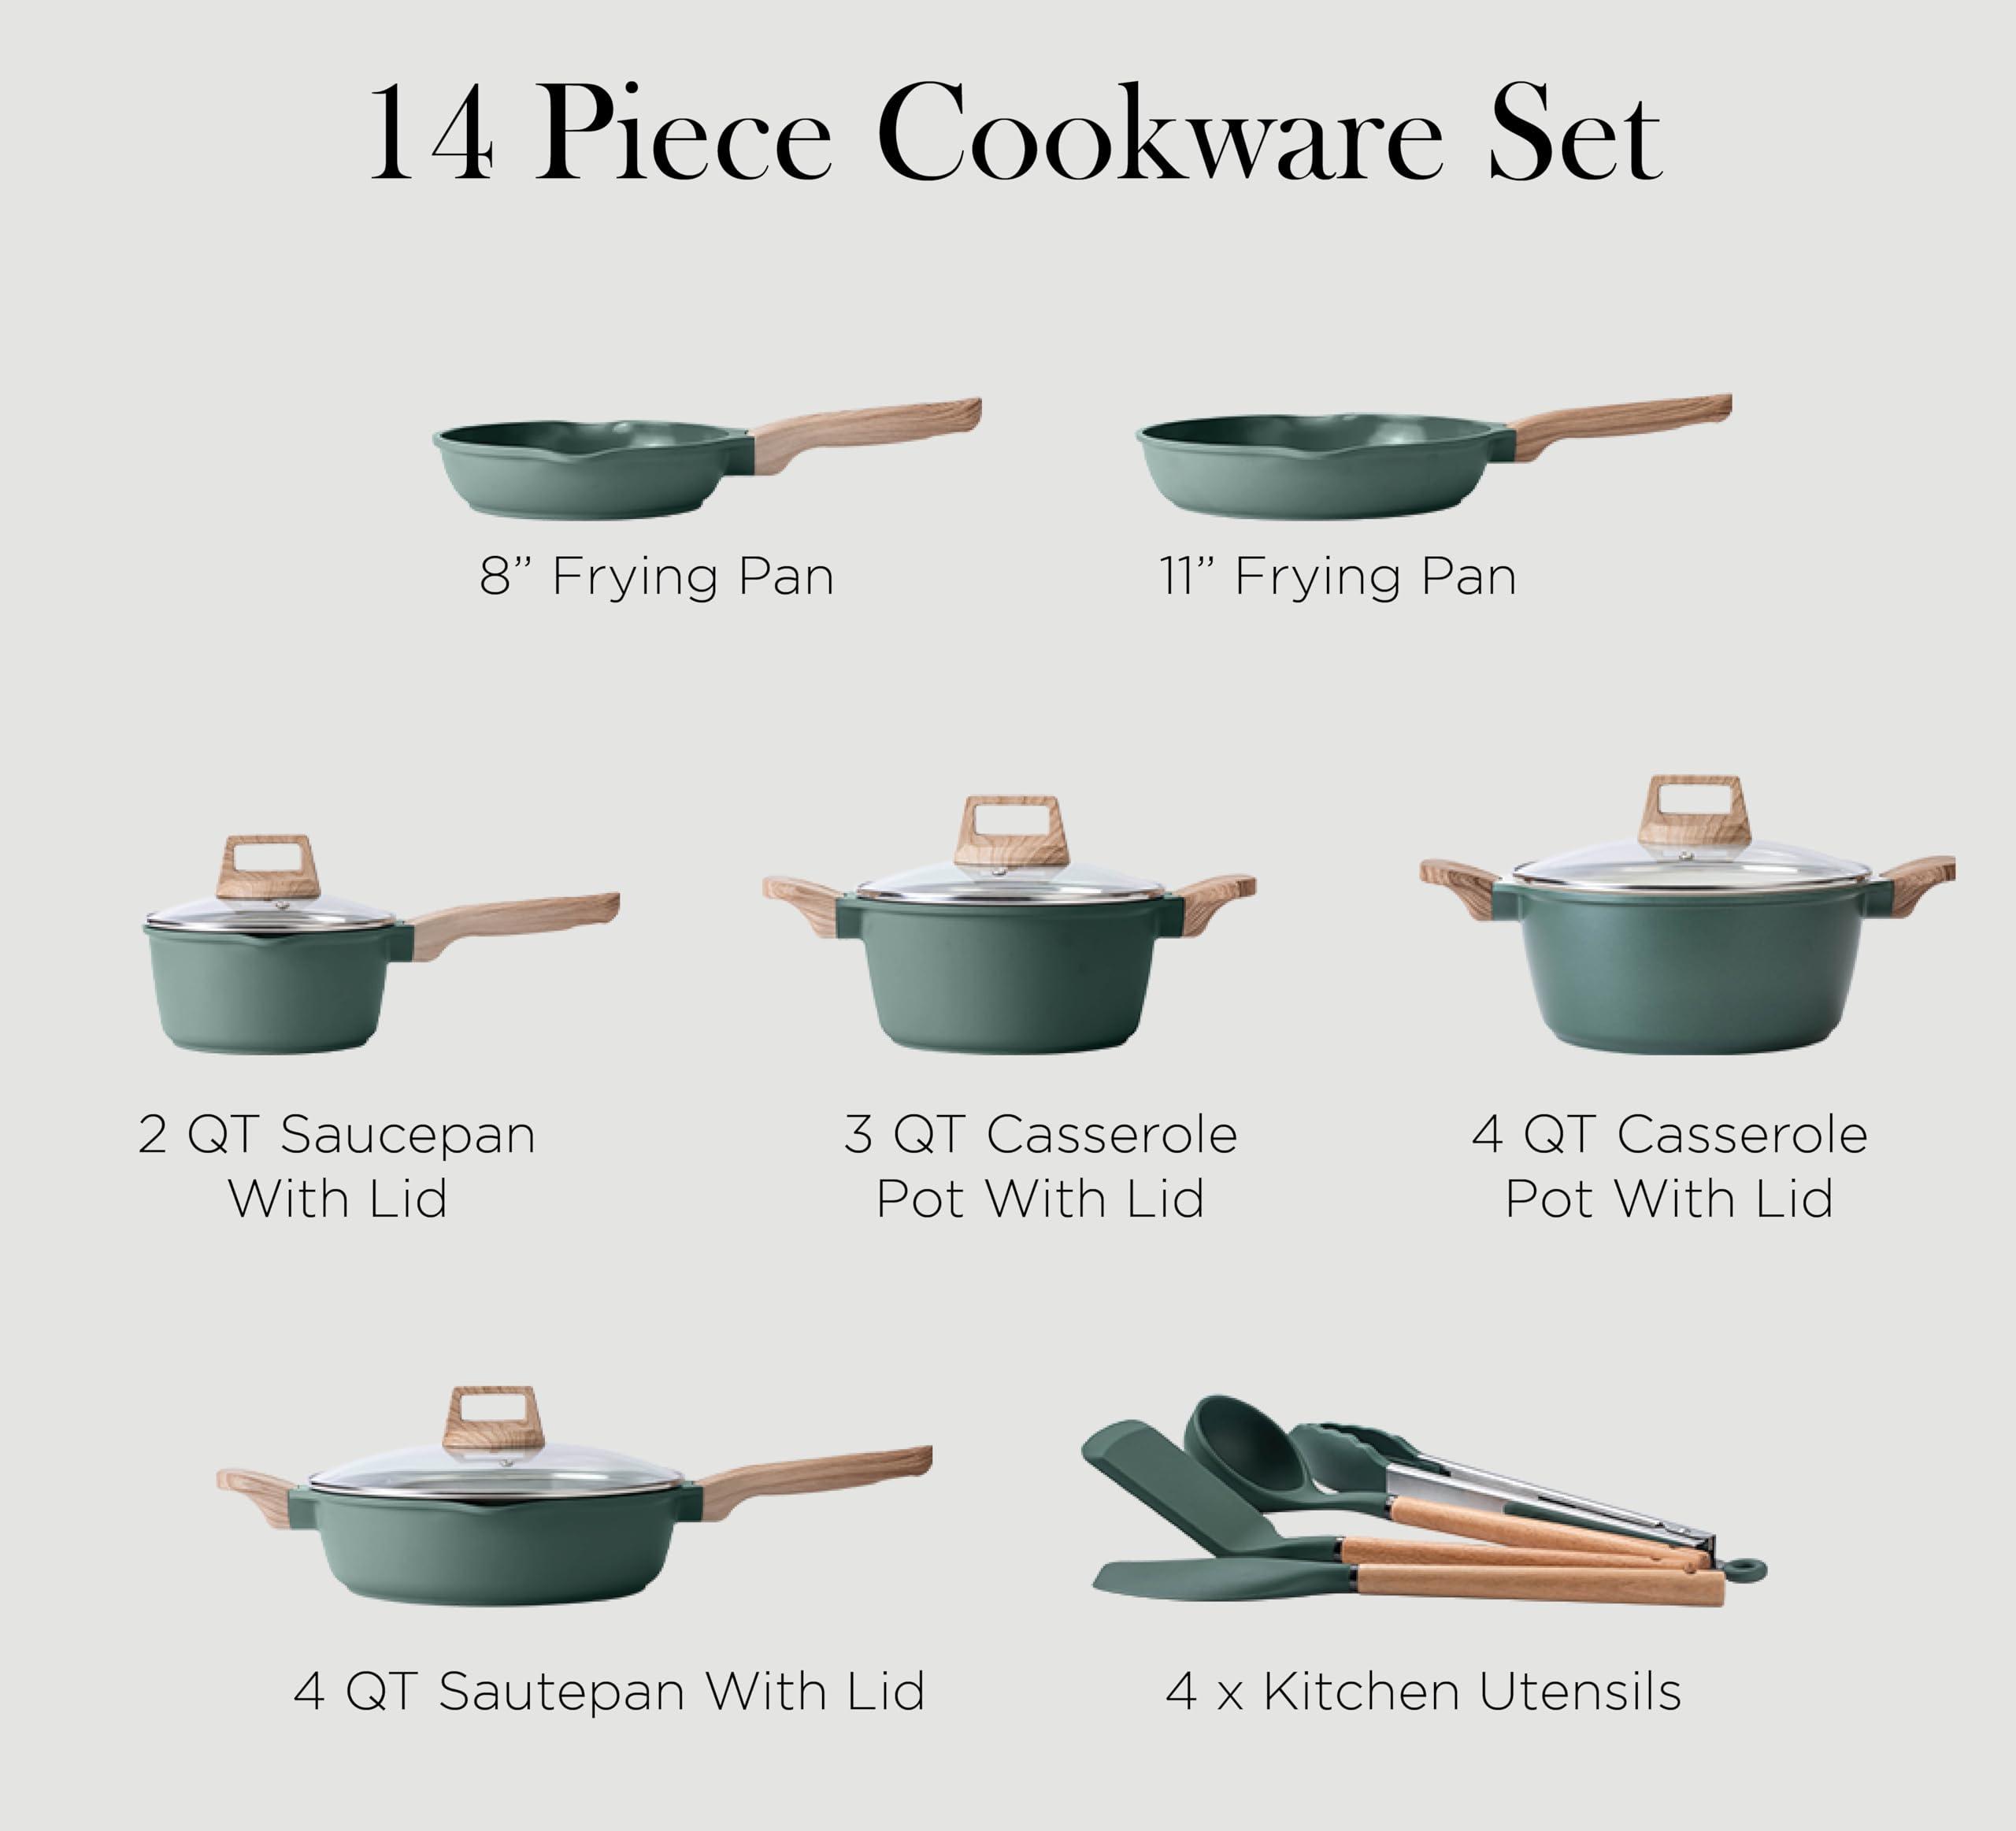 14 Piece Cookware Set
8” Frying Pan
11” Frying Pan
2 QT Saucepan
With Lid
3 QT Casserole
Pot With Lid
4 QT Casserole
Pot With Lid
4 QT Sautepan With Lid
4 x Kitchen Utensils